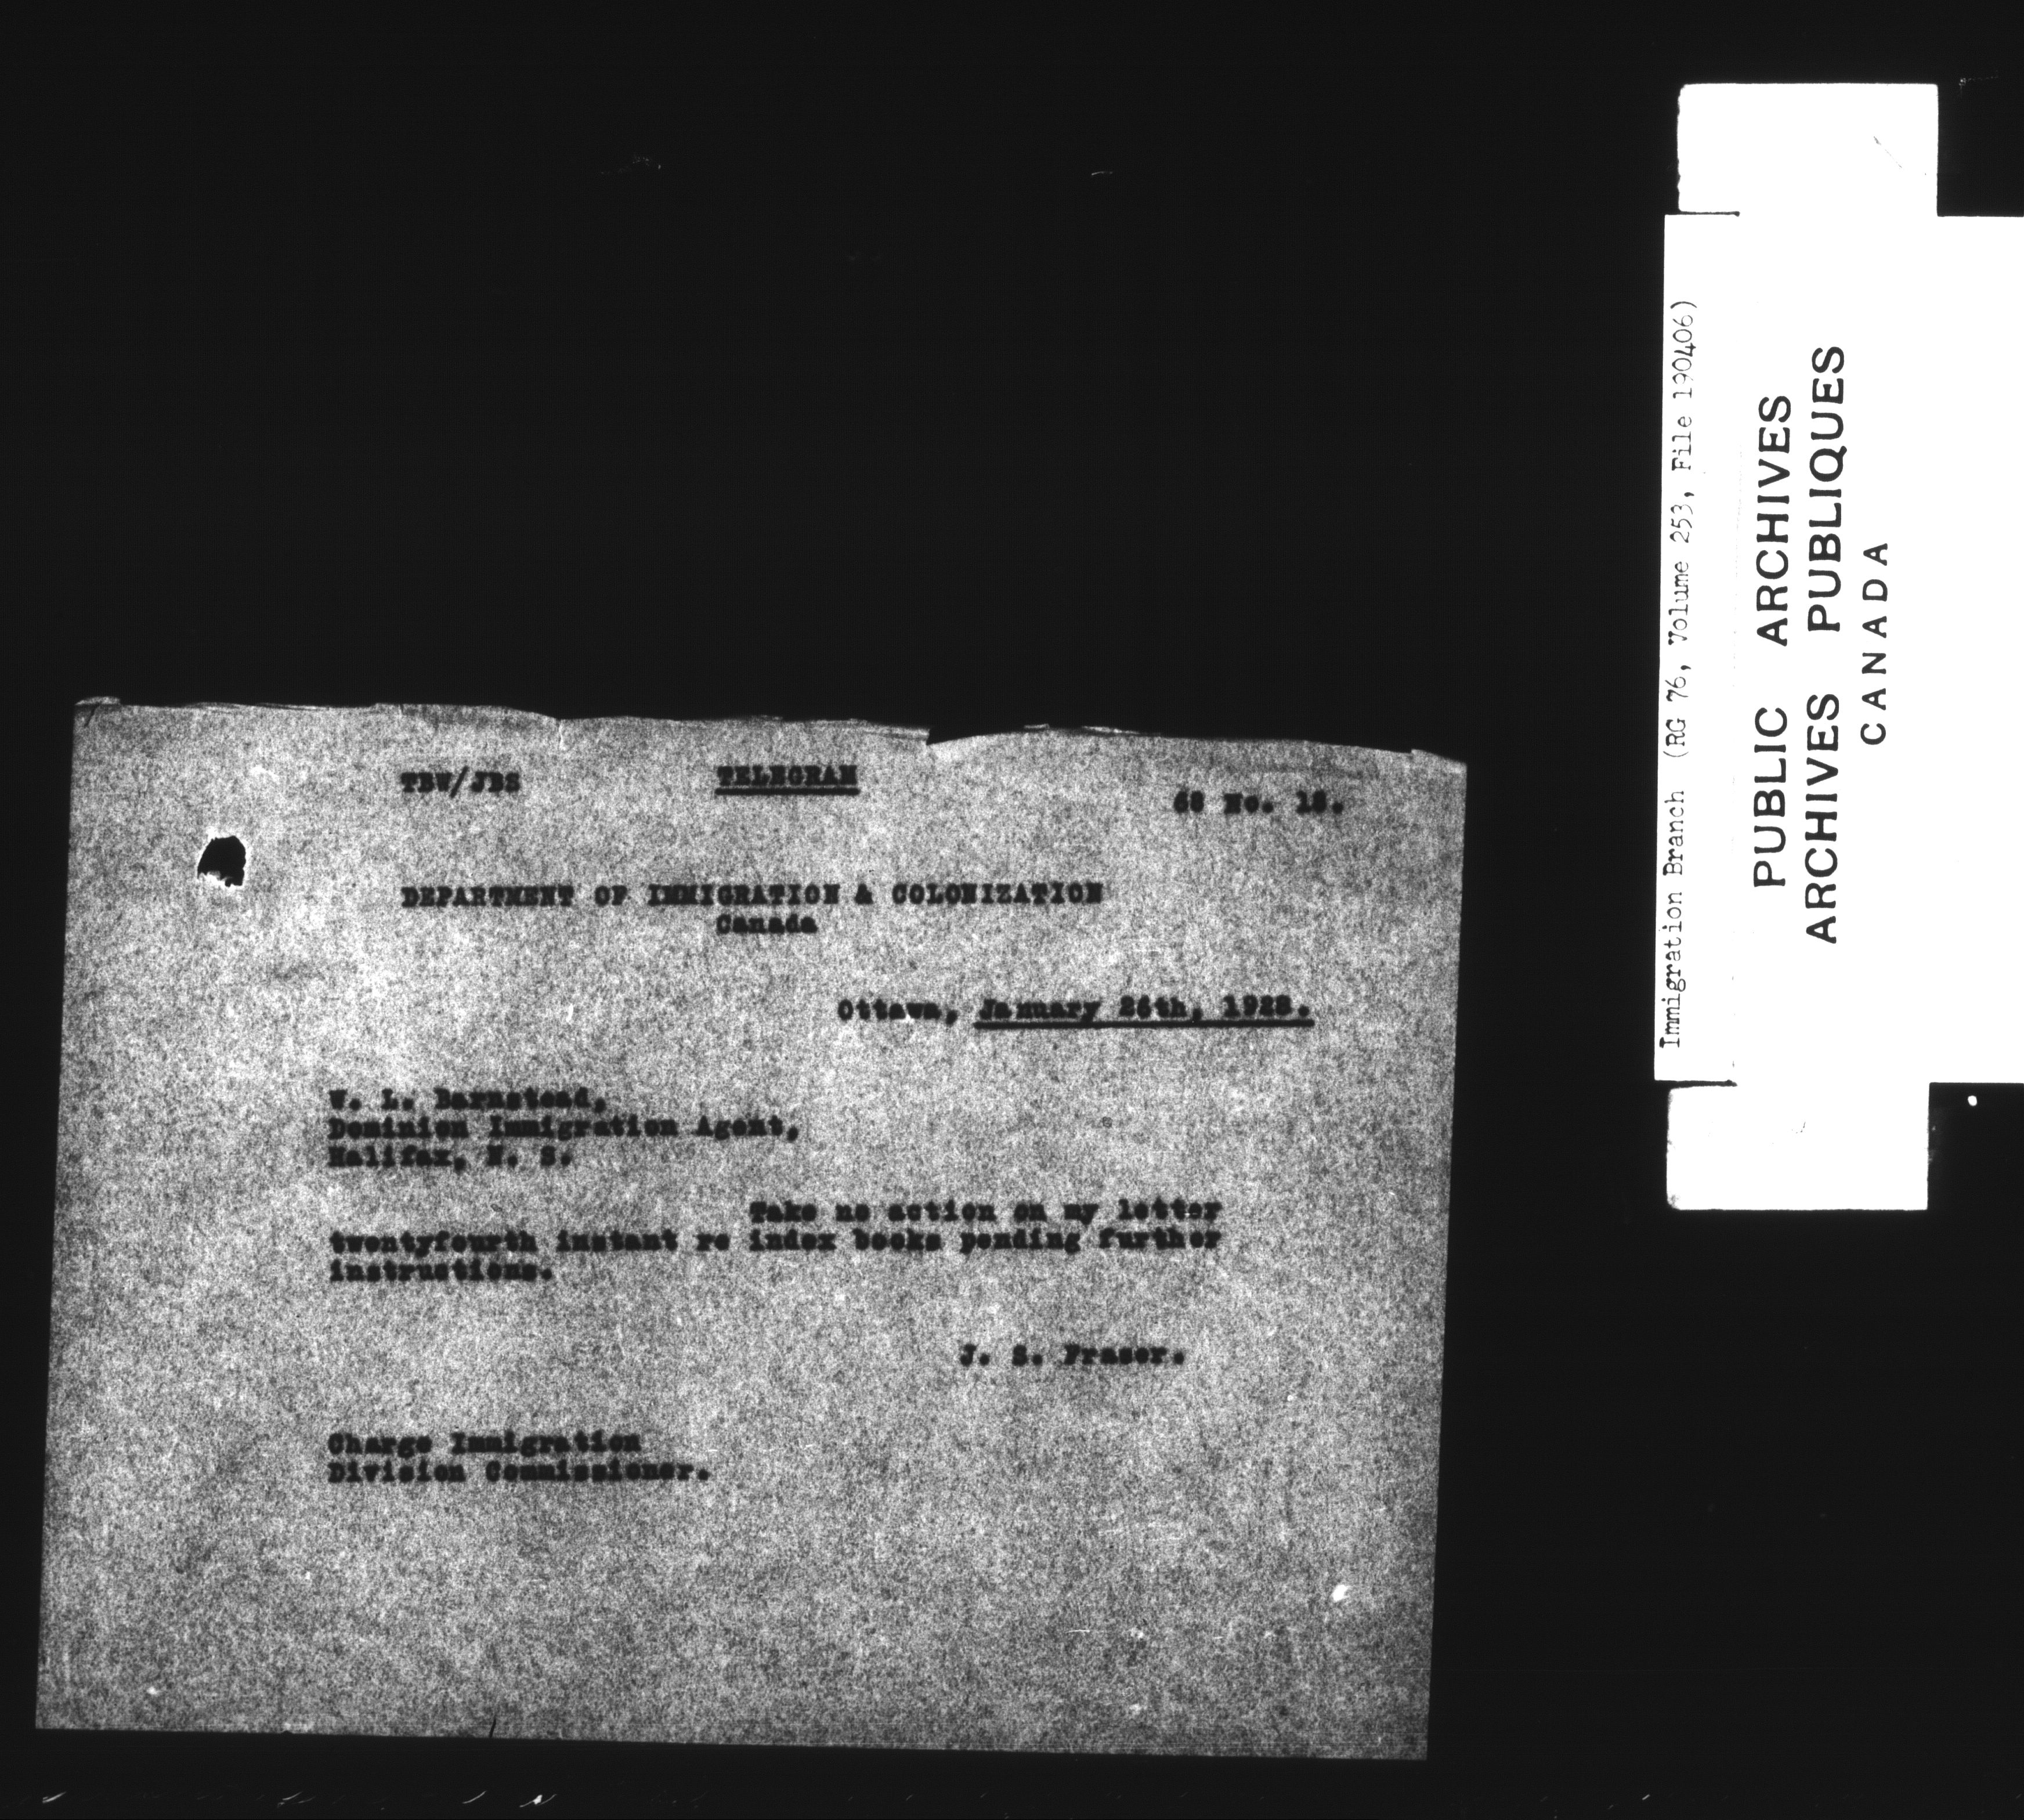 TBW/JBS TELEGRAM 68 No. 18.
DEPARTMENT OF IMMIGRATION & COLONIZATION
Canada
Ottawa, January 26th, 1928.
W. L. Barnstead,
Dominion Immigration Agent,
Halifax, N. S.
Take no action on my letter
twentyfourth instant re index books pending further
instructions.
J. S. Fraser.
Charge Immigration
Division Commissioner.
Immigration Branch (RG 76, Volume 253, File 190406)
PUBLIC ARCHIVES
ARCHIVES PUBLIQUES
CANADA